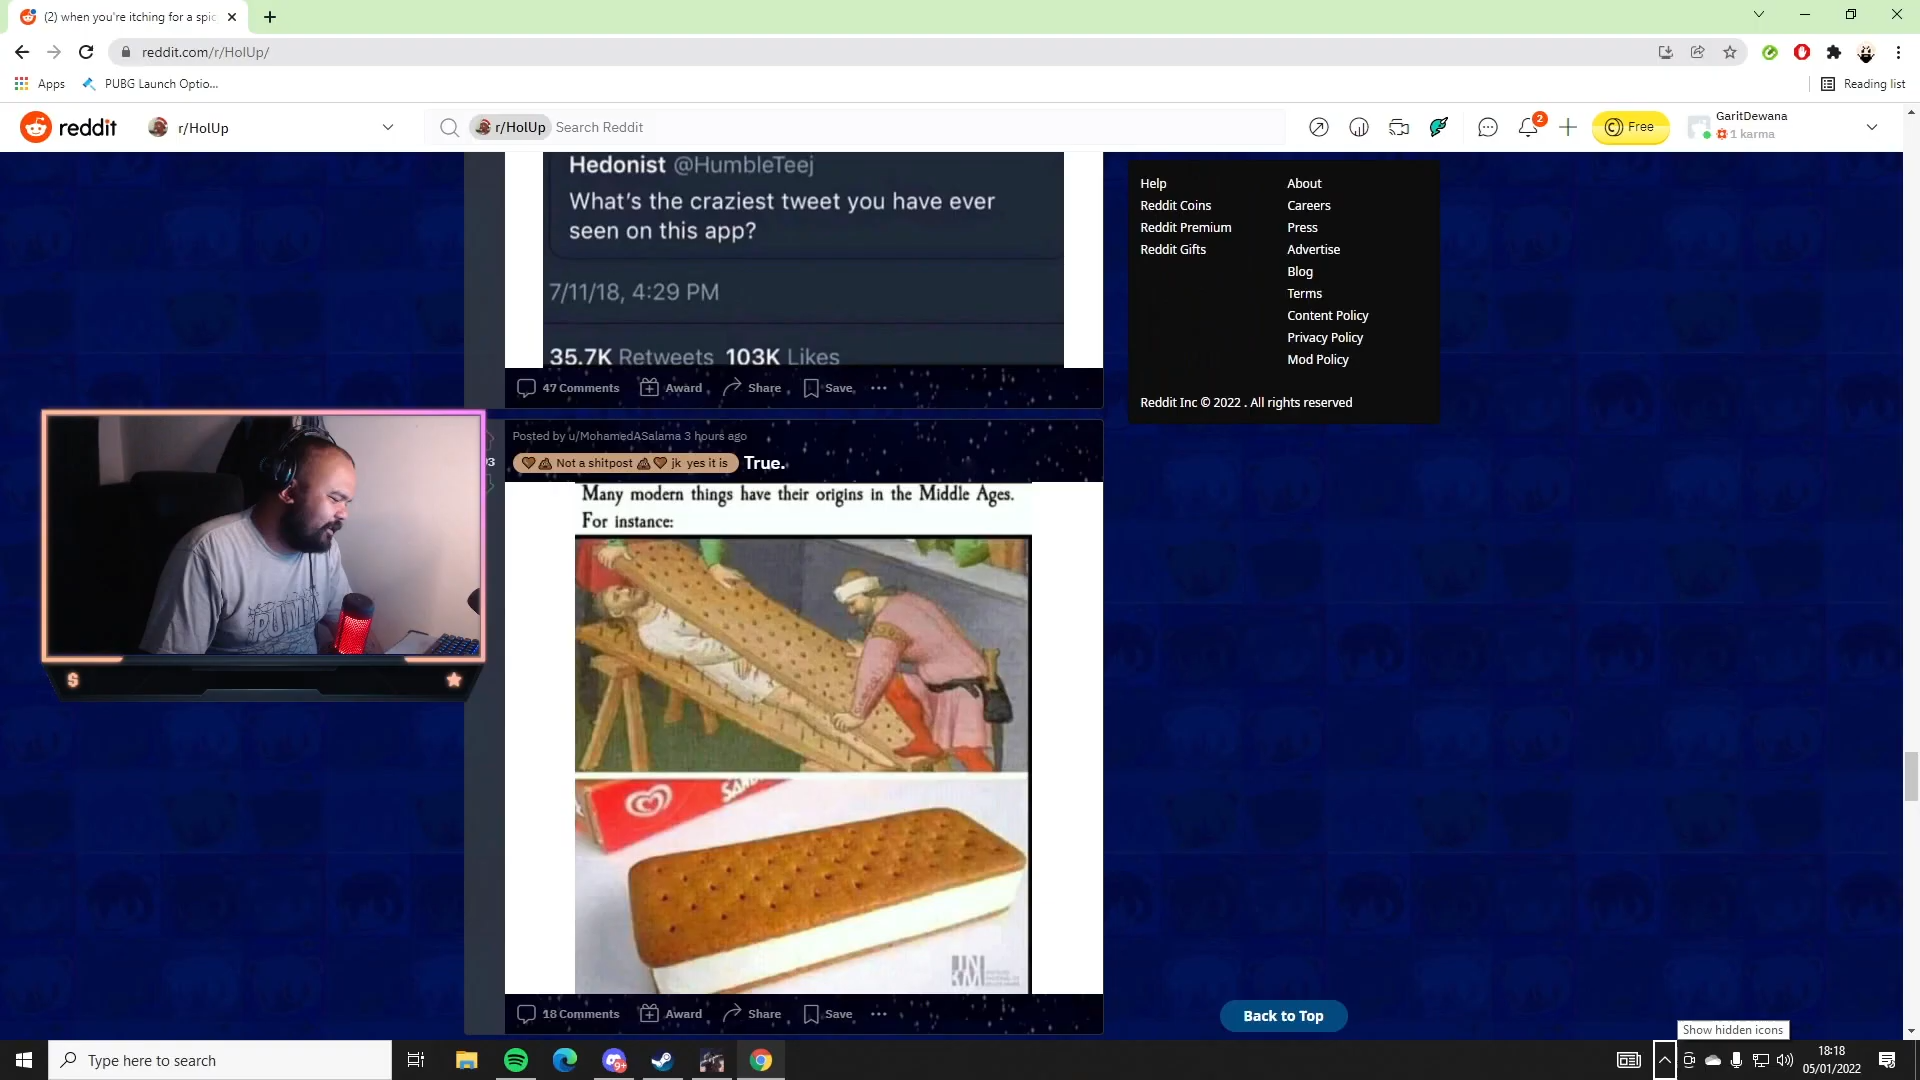 (2) when you're itching for a spic
reddit.com/r/HolUp/
Apps
PUBG Launch Optio...
Reading list
reddit
r/HolUp
r/HolUp
Search Reddit
2
Free
GaritDewana
1 karma
Hedonist @HumbleTeej
What's the craziest tweet you have ever
seen on this app?
7/11/18, 4:29 PM
35.7K Retweets 103K Likes
47 Comments
Award
Share
Save
Help
About
Reddit Coins
Careers
Reddit Premium
Press
Reddit Gifts
Advertise
Blog
Terms
Content Policy
Privacy Policy
Mod Policy
Reddit Inc © 2022 . All rights reserved
Posted by u/MohamedASalama 3 hours ago
Not a shitpost jk yes it is
True.
Many modern things have their origins in the Middle Ages.
For instance:
18 Comments
Award
Share
Save
Back to Top
Show hidden icons
Type here to search
9+
18:18
05/01/2022